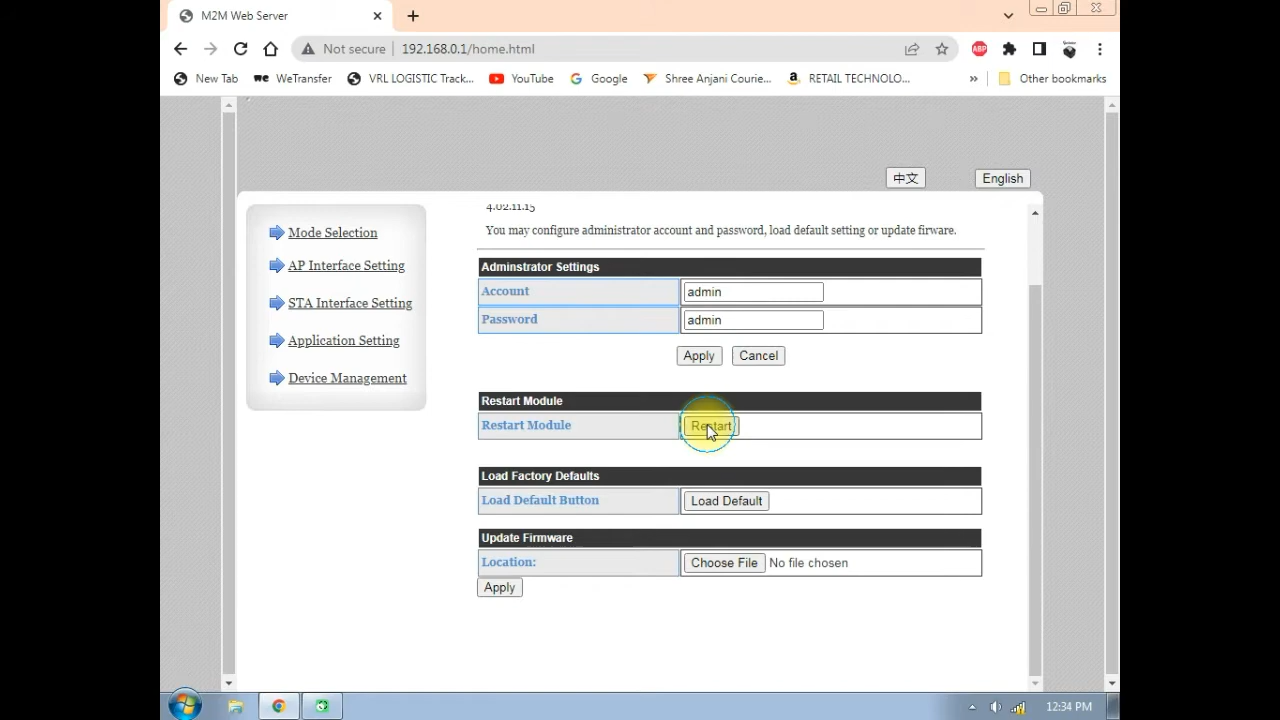 M2M Web Server
Not secure 192.168.0.1/home.html
New Tab WeTransfer VRL LOGISTIC Track... YouTube Google Shree Anjani Courie... RETAIL TECHNOLO... » Other bookmarks
中文 English
Mode Selection
AP Interface Setting
STA Interface Setting
Application Setting
Device Management
4.02.11.15
You may configure administrator account and password, load default setting or update firware.
Adminstrator Settings
Account admin
Password admin
Apply Cancel
Restart Module
Restart Module Restart
Load Factory Defaults
Load Default Button Load Default
Update Firmware
Location: Choose File No file chosen
Apply
12:34 PM